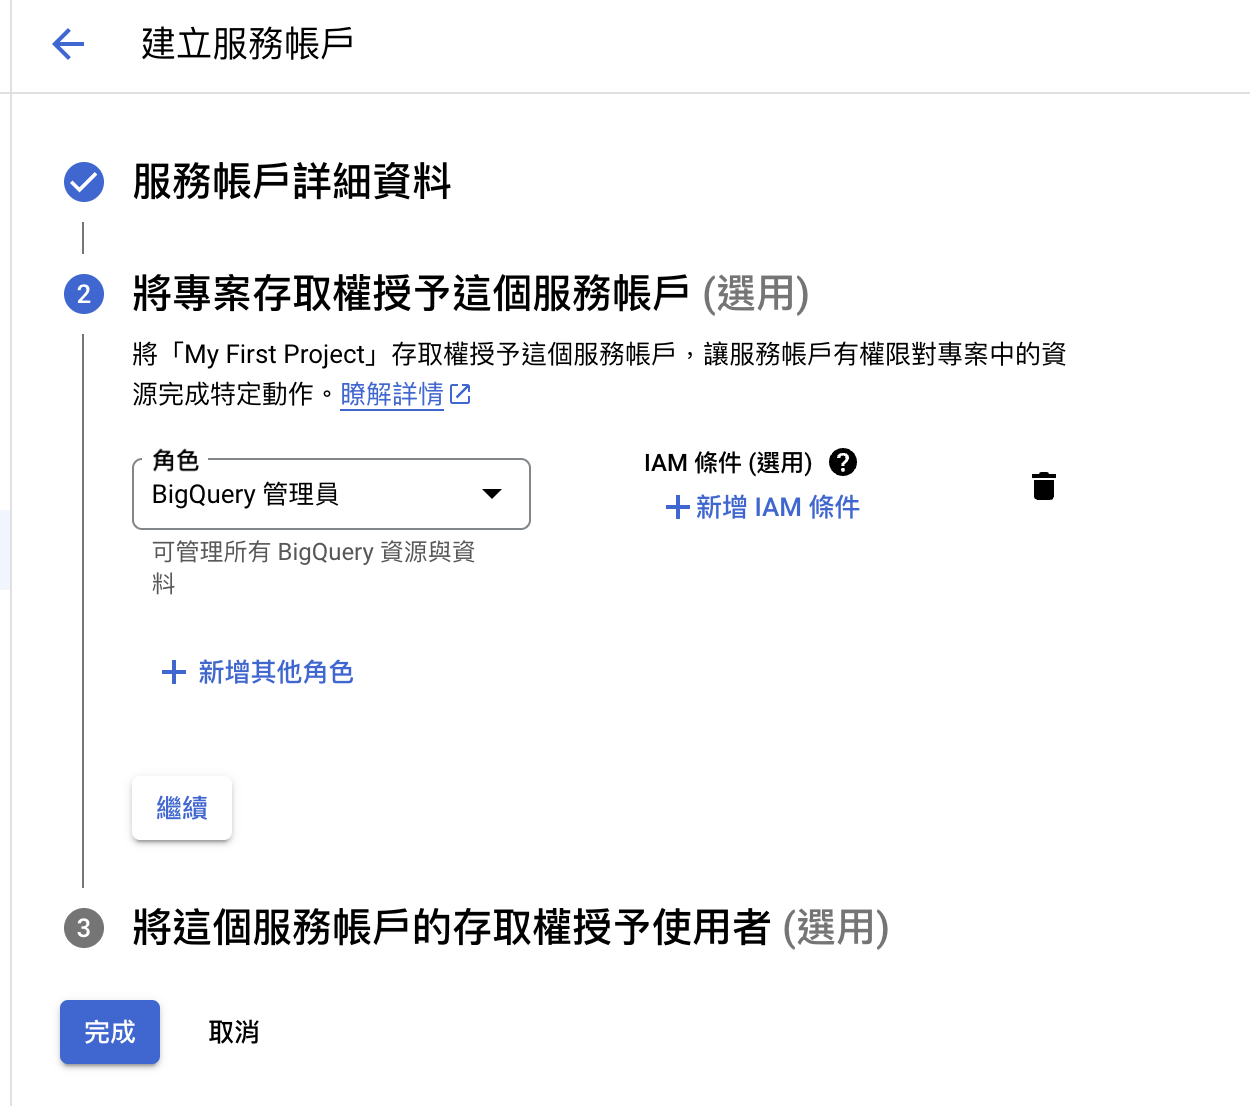 建立服務帳戶
服務帳戶詳細資料
2 將專案存取權授予這個服務帳戶 (選用)
將「My First Project」存取權授予這個服務帳戶，讓服務帳戶有權限對專案中的資
源完成特定動作。瞭解詳情
角色
BigQuery 管理員
可管理所有 BigQuery 資源與資
料
IAM 條件 (選用)
新增 IAM 條件
新增其他角色
繼續
3 將這個服務帳戶的存取權授予使用者 (選用)
完成 取消